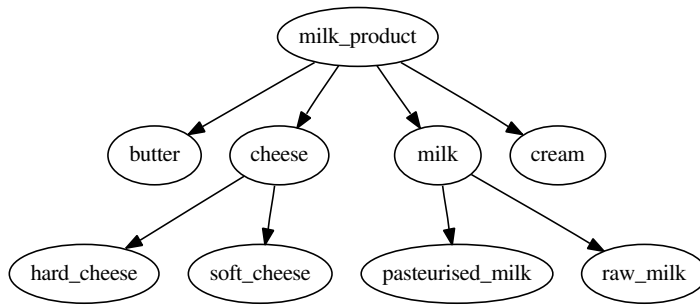 milk_product
butter
cheese
milk
cream
hard_cheese
soft_cheese
pasteurised_milk
raw_milk